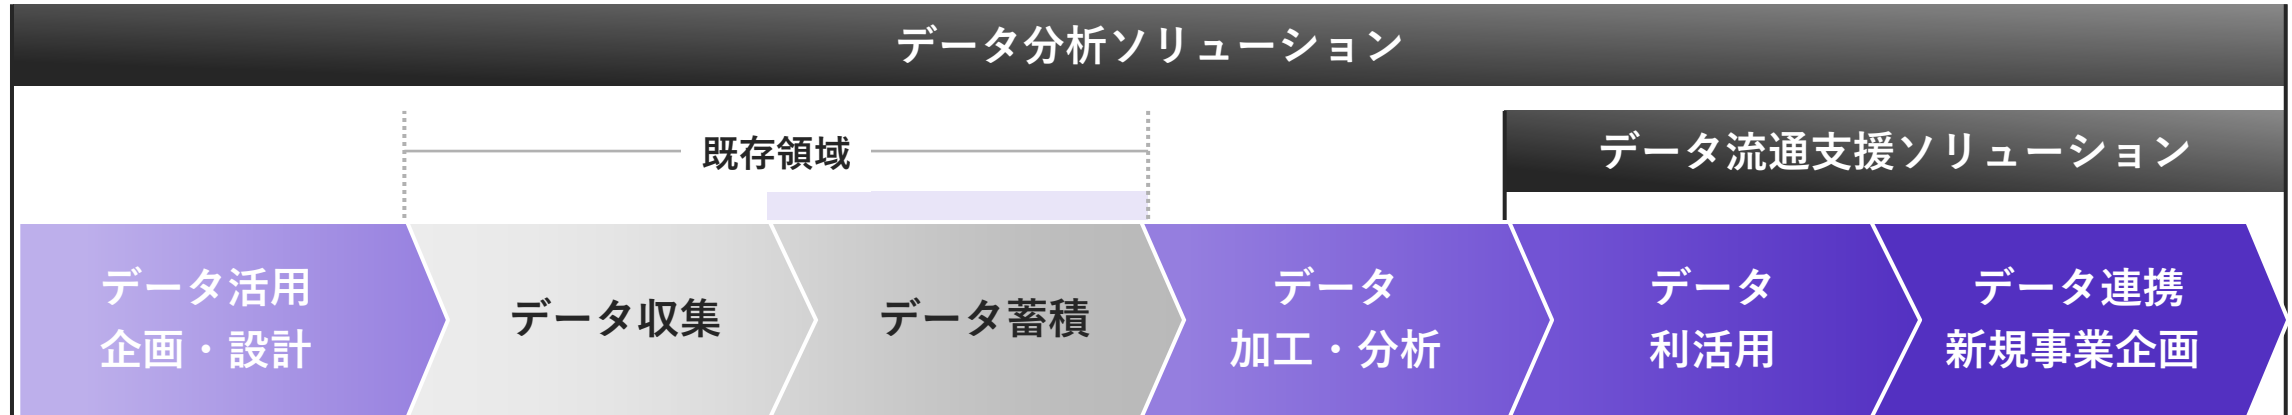 データ分析ソリューション
既存領域
データ流通支援ソリューション
データ活用
企画・設計
データ収集
データ蓄積
データ
加工・分析
データ
利活用
データ連携
新規事業企画